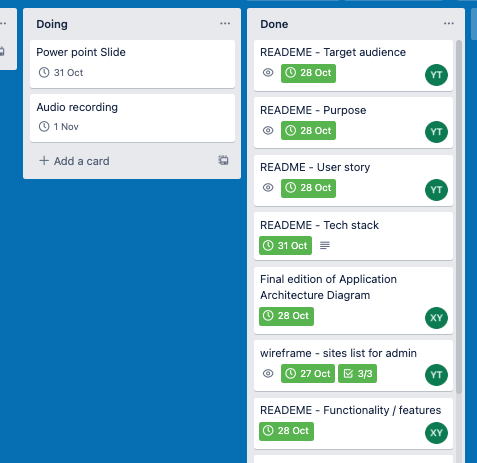 Doing
Power point Slide
31 Oct
Audio recording
1 Nov
Add a card
Done
READEME - Target audience
28 Oct
YT
READEME - Purpose
28 Oct
YT
README - User story
28 Oct
YT
READEME - Tech stack
31 Oct
Final edition of Application
Architecture Diagram
28 Oct
XY
wireframe - sites list for admin
27 Oct 3/3
YT
READEME - Functionality / features
28 Oct
XY